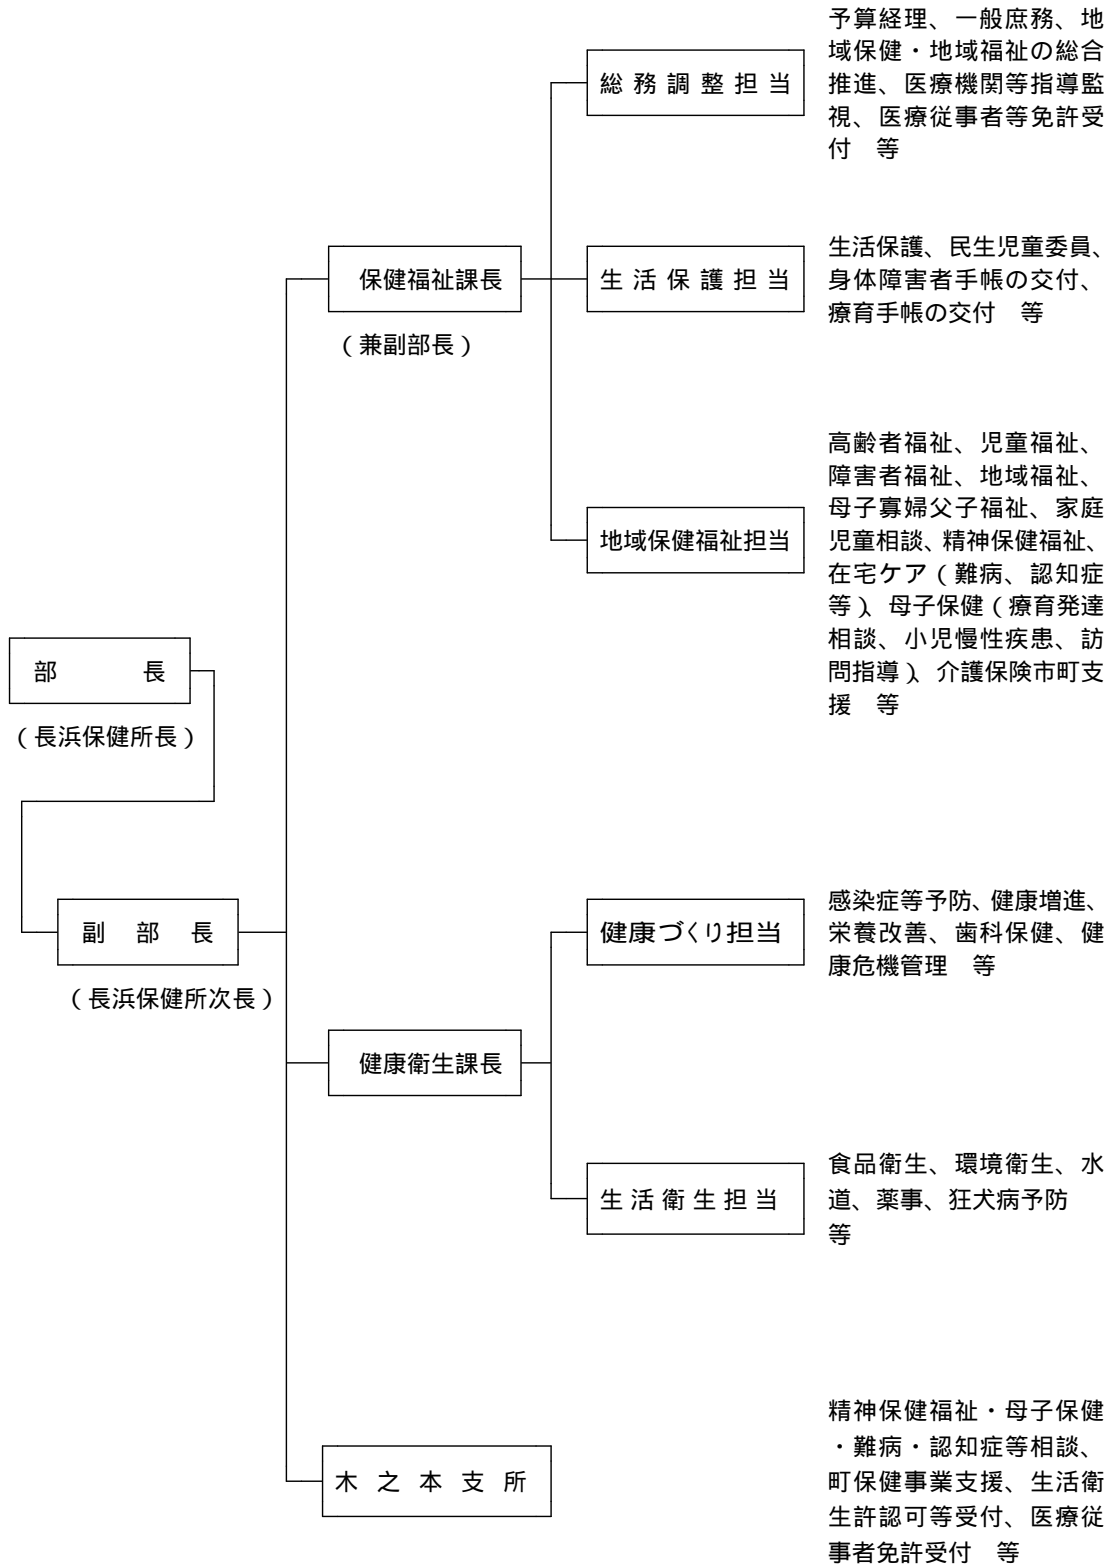 予算経理、一般庶務、地
域保健・地域福祉の総合
推進、医療機関等指導監
視、医療従事者等免許受
付　等
総務調整担当
生活保護、民生児童委員、
身体障害者手帳の交付、
療育手帳の交付　等
保健福祉課長
生活保護担当
（兼副部長）
高齢者福祉、児童福祉、
障害者福祉、地域福祉、
母子寡婦父子福祉、家庭
児童相談、精神保健福祉、
在宅ケア（難病、認知症
等）、母子保健（療育発達
相談、小児慢性疾患、訪
問指導）、介護保険市町支
援　等
地域保健福祉担当
部　　長
（長浜保健所長）
副　部　長
（長浜保健所次長）
健康づくり担当
感染症等予防、健康増進、
栄養改善、歯科保健、健
康危機管理　等
健康衛生課長
生活衛生担当
食品衛生、環境衛生、水
道、薬事、狂犬病予防
等
木之本支所
精神保健福祉・母子保健
・難病・認知症等相談、
町保健事業支援、生活衛
生許認可等受付、医療従
事者免許受付　等